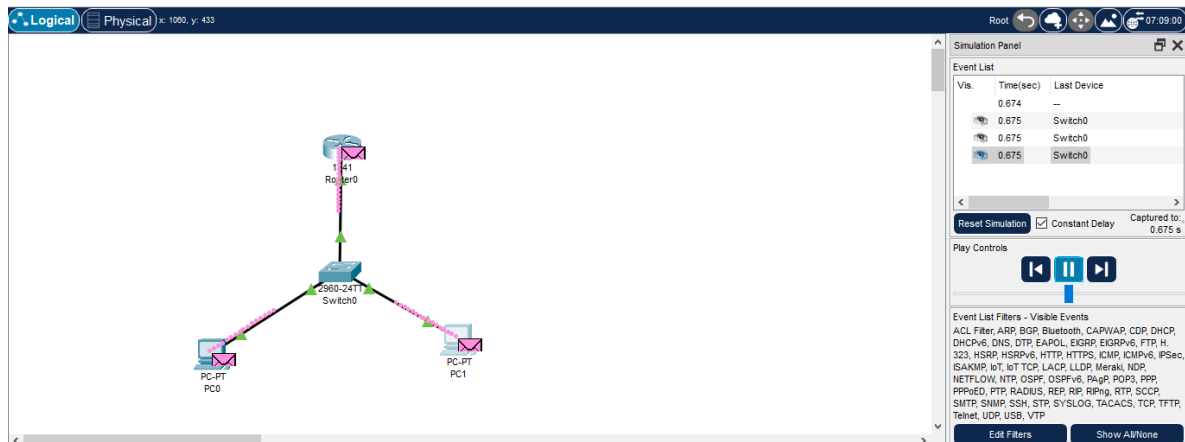 Logical Physical x: 1060, y: 433 Root 07:09:00
Simulation Panel
Event List
Vis. Time(sec) Last Device
0.674 --
0.675 Switch0
0.675 Switch0
0.675 Switch0
Reset Simulation Constant Delay Captured to:
0.675 s
Play Controls
Event List Filters - Visible Events
ACL Filter, ARP, BGP, Bluetooth, CAPWAP, CDP, DHCP,
DHCPv6, DNS, DTP, EAPOL, EIGRP, EIGRPv6, FTP, H.
323, HSRP, HSRPv6, HTTP, HTTPS, ICMP, ICMPv6, IPSec,
ISAKMP, IoT, IoT TCP, LACP, LLDP, Meraki, NDP,
NETFLOW, NTP, OSPF, OSPFv6, PAgP, POP3, PPP,
PPPoED, PTP, RADIUS, REP, RIP, RIPng, RTP, SCCP,
SMTP, SNMP, SSH, STP, SYSLOG, TACACS, TCP, TFTP,
Telnet, UDP, USB, VTP
Edit Filters Show All/None
Router0
2960-24TT
Switch0
PC-PT
PC0
PC-PT
PC1